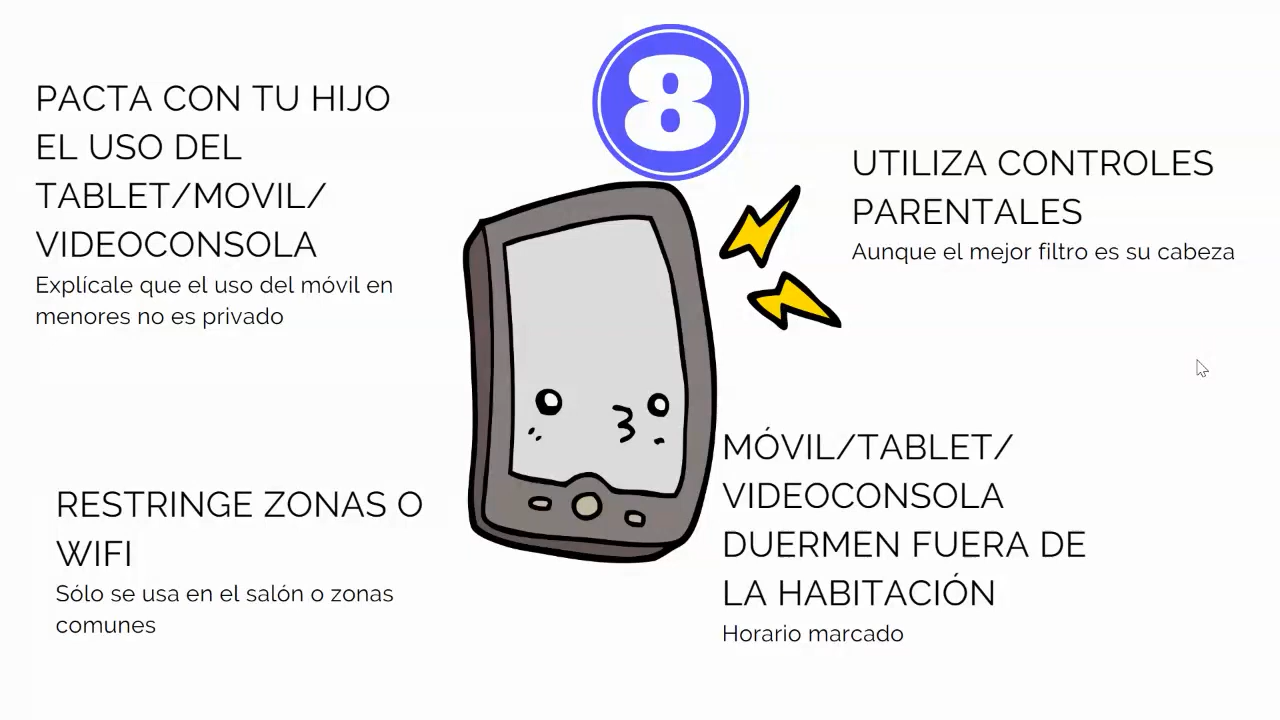 8
PACTA CON TU HIJO
EL USO DEL
TABLET/MOVIL/
VIDEOCONSOLA
Explícale que el uso del móvil en
menores no es privado
UTILIZA CONTROLES
PARENTALES
Aunque el mejor filtro es su cabeza
RESTRINGE ZONAS O
WIFI
Sólo se usa en el salón o zonas
comunes
MÓVIL/TABLET/
VIDEOCONSOLA
DUERMEN FUERA DE
LA HABITACIÓN
Horario marcado